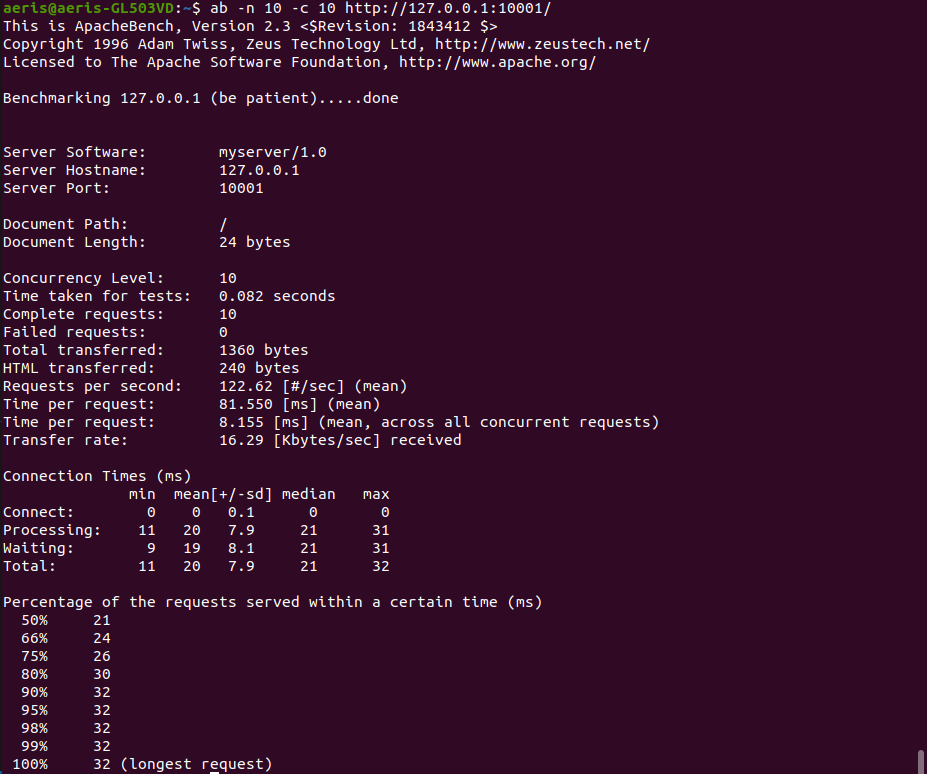 aeris@aeris-GL503VD:~$ ab -n 10 -c 10 http://127.0.0.1:10001/
This is ApacheBench, Version 2.3 <$Revision: 1843412 $>
Copyright 1996 Adam Twiss, Zeus Technology Ltd, http://www.zeustech.net/
Licensed to The Apache Software Foundation, http://www.apache.org/

Benchmarking 127.0.0.1 (be patient).....done


Server Software:        myserver/1.0
Server Hostname:        127.0.0.1
Server Port:            10001

Document Path:          /
Document Length:        24 bytes

Concurrency Level:      10
Time taken for tests:   0.082 seconds
Complete requests:      10
Failed requests:        0
Total transferred:      1360 bytes
HTML transferred:       240 bytes
Requests per second:    122.62 [#/sec] (mean)
Time per request:       81.550 [ms] (mean)
Time per request:       8.155 [ms] (mean, across all concurrent requests)
Transfer rate:          16.29 [Kbytes/sec] received

Connection Times (ms)
              min  mean[+/-sd] median   max
Connect:        0    0   0.1      0       0
Processing:    11   20   7.9     21      31
Waiting:        9   19   8.1     21      31
Total:         11   20   7.9     21      32

Percentage of the requests served within a certain time (ms)
  50%     21
  66%     24
  75%     26
  80%     30
  90%     32
  95%     32
  98%     32
  99%     32
 100%     32 (longest request)